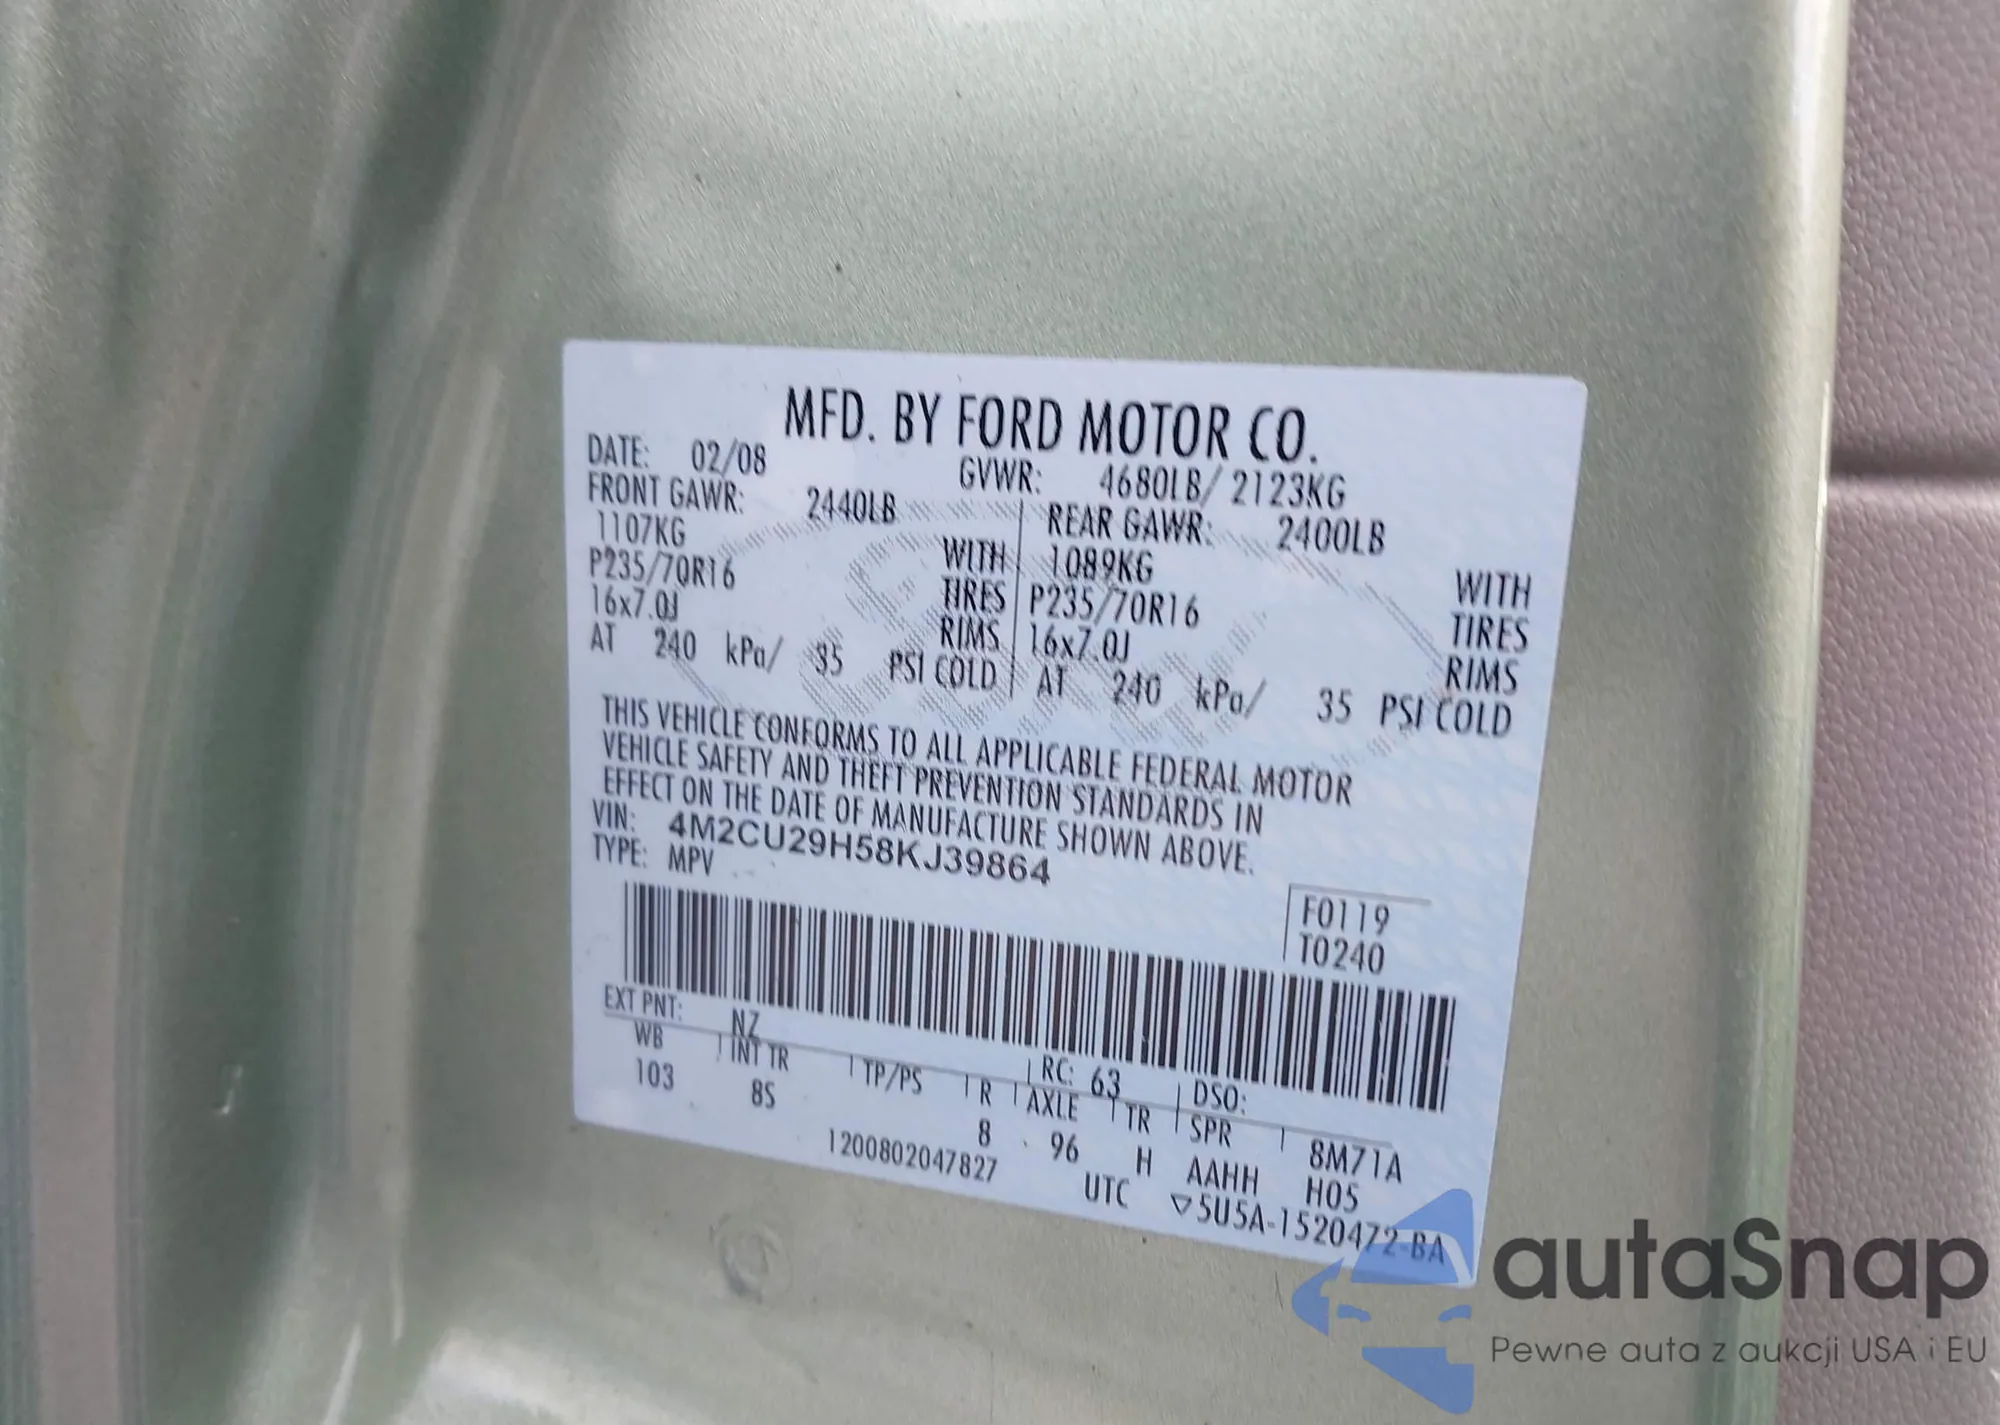 MFD. BY FORD MOTOR CO.
DATE: 02/08 GVWR: 4680LB/ 2123KG
FRONT GAWR: 2440LB REAR GAWR: 2400LB
1107KG WITH 1089KG WITH
P235/70R16 TIRES P235/70R16 TIRES
16x7.0J RIMS 16x7.0J RIMS
AT 240 kPa/ 35 PSI COLD AT 240 kPa/ 35 PSI COLD
THIS VEHICLE CONFORMS TO ALL APPLICABLE FEDERAL MOTOR
VEHICLE SAFETY AND THEFT PREVENTION STANDARDS IN
EFFECT ON THE DATE OF MANUFACTURE SHOWN ABOVE.
VIN: 4M2CU29H58KJ39864
TYPE: MPV
F0119
T0240
EXT PNT: NZ RC: 63 DSO:
WB INT TR TP/PS R AXLE TR SPR 8M71A
103 8S 8 96 H AAHH H05
1200802047827 UTC ▽5U5A-1520472-BA
autaSnap
Pewne auta z aukcji USA i EU